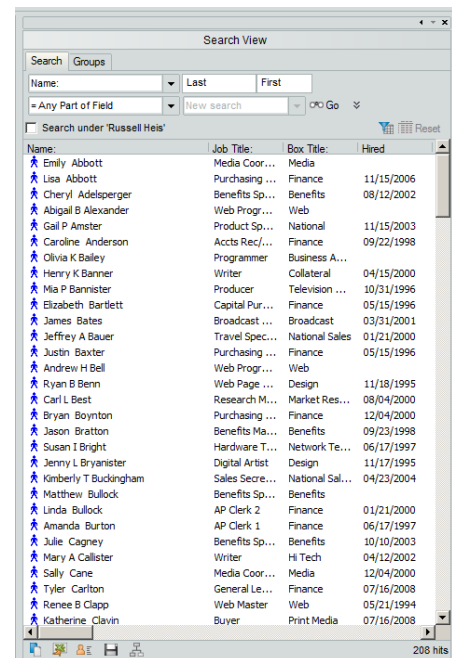 Search View
Search Groups
Name: Last First
= Any Part of Field New search Go
Search under 'Russell Heis' Reset
Name: Job Title: Box Title: Hired
Emily Abbott Media Coor... Media
Lisa Abbott Purchasing ... Finance 11/15/2006
Cheryl Adelsperger Benefits Sp... Benefits 08/12/2002
Abigail B Alexander Web Progr... Web
Gail P Amster Product Sp... National 11/15/2003
Caroline Anderson Accts Rec/... Finance 09/22/1998
Olivia K Bailey Programmer Business A...
Henry K Banner Writer Collateral 04/15/2000
Mia P Bannister Producer Television ... 10/31/1996
Elizabeth Bartlett Capital Pur... Finance 05/15/1996
James Bates Broadcast ... Broadcast 03/31/2001
Jeffrey A Bauer Travel Spec... National Sales 01/21/2000
Justin Baxter Purchasing ... Finance 05/15/1996
Andrew H Bell Web Progr... Web
Ryan B Benn Web Page ... Design 11/18/1995
Carl L Best Research M... Market Res... 08/04/2000
Bryan Boynton Purchasing ... Finance 12/04/2000
Jason Bratton Benefits Ma... Benefits 09/23/1998
Susan I Bright Hardware T... Network Te... 06/17/1997
Jenny L Bryanister Digital Artist Design 11/17/1995
Kimberly T Buckingham Sales Secre... National Sal... 04/23/2004
Matthew Bullock Benefits Sp... Benefits
Linda Bullock AP Clerk 2 Finance 01/21/2000
Amanda Burton AP Clerk 1 Finance 06/17/1997
Julie Cagney Benefits Sp... Benefits 10/10/2003
Mary A Callister Writer Hi Tech 04/12/2002
Sally Cane Media Coor... Media 12/04/2000
Tyler Carlton General Le... Finance 07/16/2008
Renee B Clapp Web Master Web 05/21/1994
Katherine Clavin Buyer Print Media 07/16/2008
208 hits